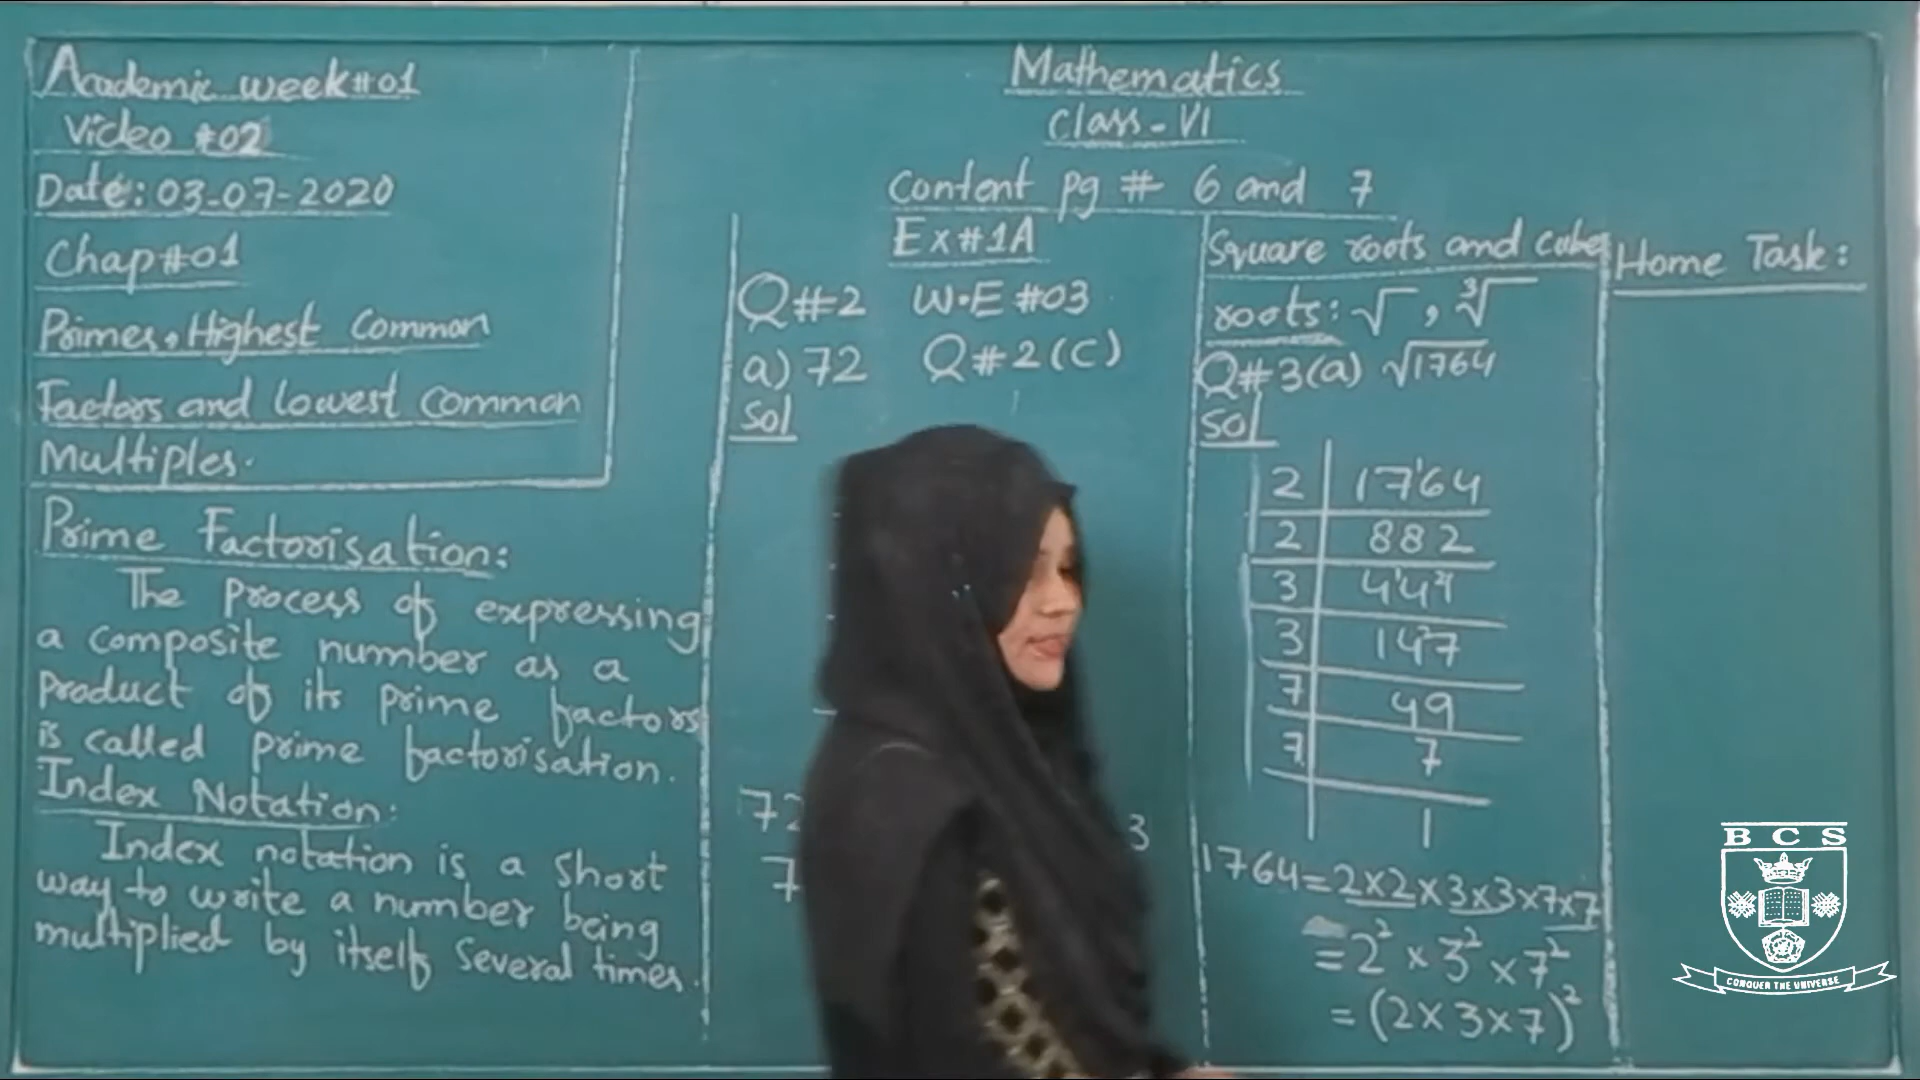 Academic week#01
Video #02
Date: 03-07-2020
Chap#01
Primes, Highest Common
Factors and lowest Common
Multiples.
Prime Factorisation:
The process of expressing
a composite number as a
product of its prime factors
is called prime factorisation.
Index Notation:
Index notation is a short
way to write a number being
multiplied by itself several times.
Mathematics
Class-VI
Content pg # 6 and 7
Ex#1A
Q#2 W.E #03
a) 72 Q#2(C)
Sol
72
7
3
Square roots and cube
roots: √ , ∛
Q#3(a) √1764
Sol
2 | 1764
2 | 882
3 | 441
3 | 147
7 | 49
7 | 7
1
1764=2×2×3×3×7×7
=2²×3²×7²
=(2×3×7)²
Home Task:
BCS
CONQUER THE UNIVERSE